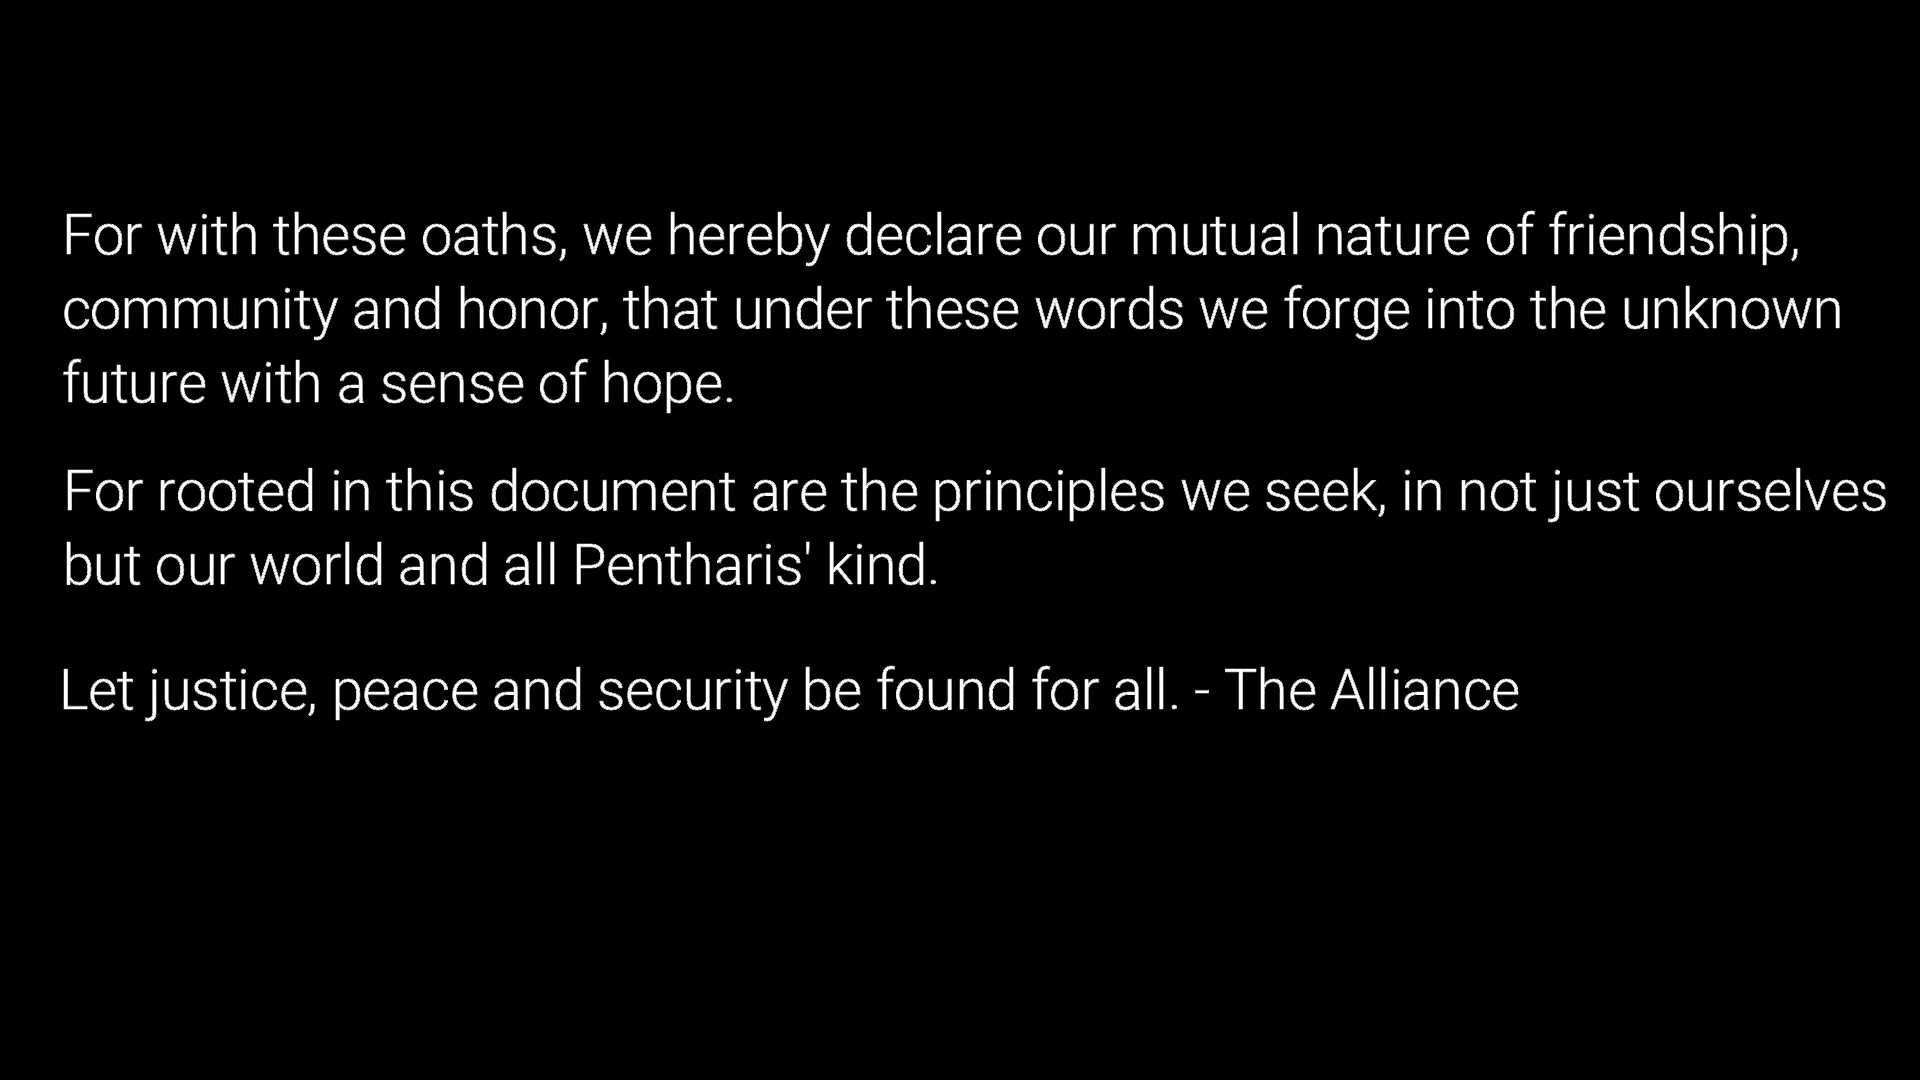 For with these oaths, we hereby declare our mutual nature of friendship,
community and honor, that under these words we forge into the unknown
future with a sense of hope.
For rooted in this document are the principles we seek, in not just ourselves
but our world and all Pentharis' kind.
Let justice, peace and security be found for all. - The Alliance